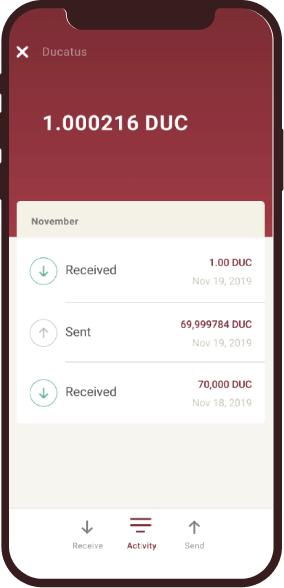 Ducatus
1.000216 DUC
November
Received
1.00 DUC
Nov 19, 2019
Sent
69,999784 DUC
Nov 19, 2019
Received
70,000 DUC
Nov 18, 2019
Receive
Activity
Send